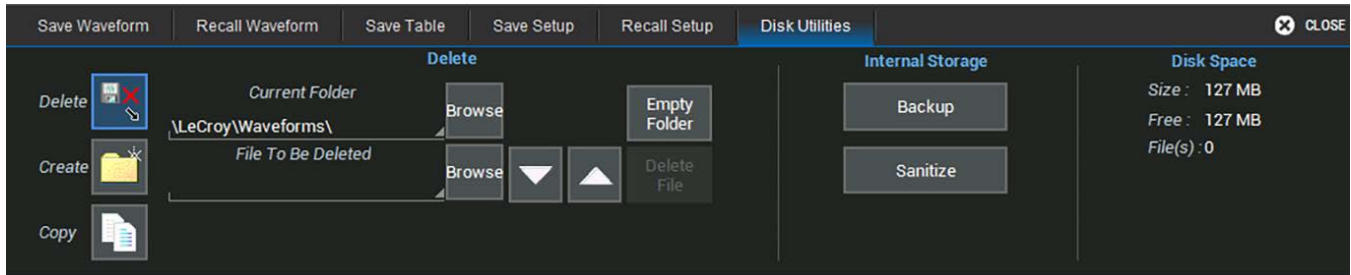 Save Waveform
Recall Waveform
Save Table
Save Setup
Recall Setup
Disk Utilities
CLOSE
Delete
Delete
Current Folder
\LeCroy\Waveforms\
Browse
Empty
Folder
Create
File To Be Deleted
Browse
Delete
File
Copy
Internal Storage
Backup
Sanitize
Disk Space
Size : 127 MB
Free : 127 MB
File(s) : 0